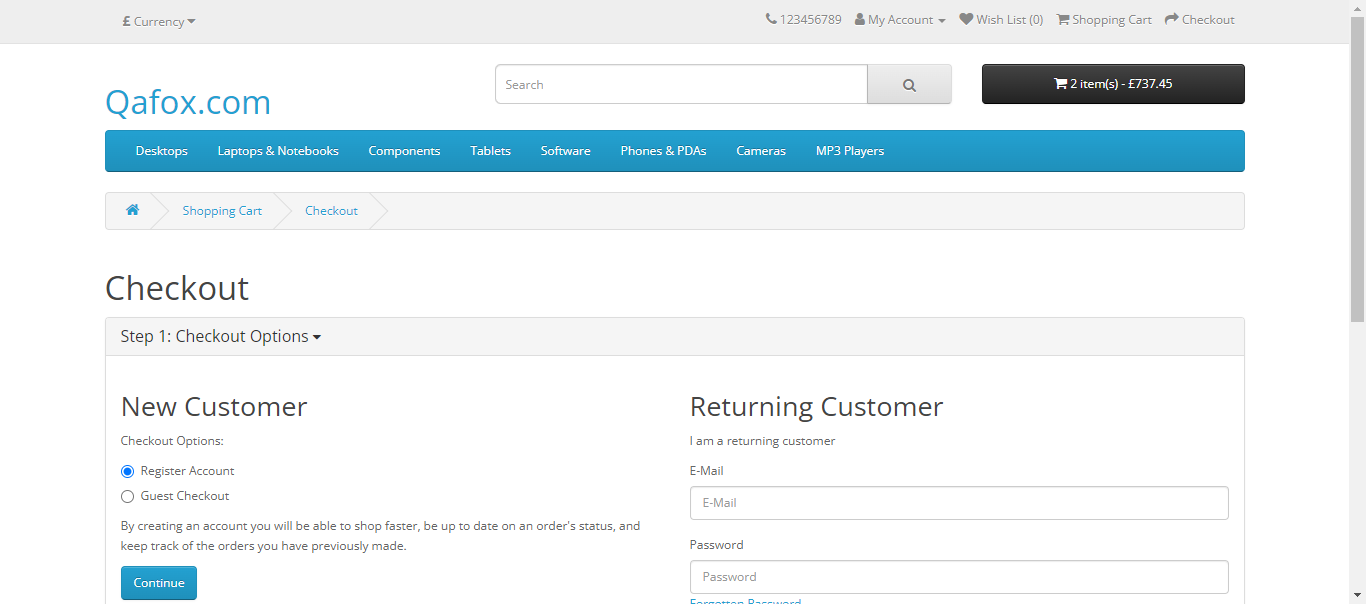 £ Currency
123456789 My Account Wish List (0) Shopping Cart Checkout
Qafox.com
Search
2 item(s) - £737.45
Desktops Laptops & Notebooks Components Tablets Software Phones & PDAs Cameras MP3 Players
Shopping Cart Checkout
Checkout
Step 1: Checkout Options
New Customer
Checkout Options:
Register Account
Guest Checkout
By creating an account you will be able to shop faster, be up to date on an order's status, and
keep track of the orders you have previously made.
Continue
Returning Customer
I am a returning customer
E-Mail
E-Mail
Password
Password
Forgotten Password